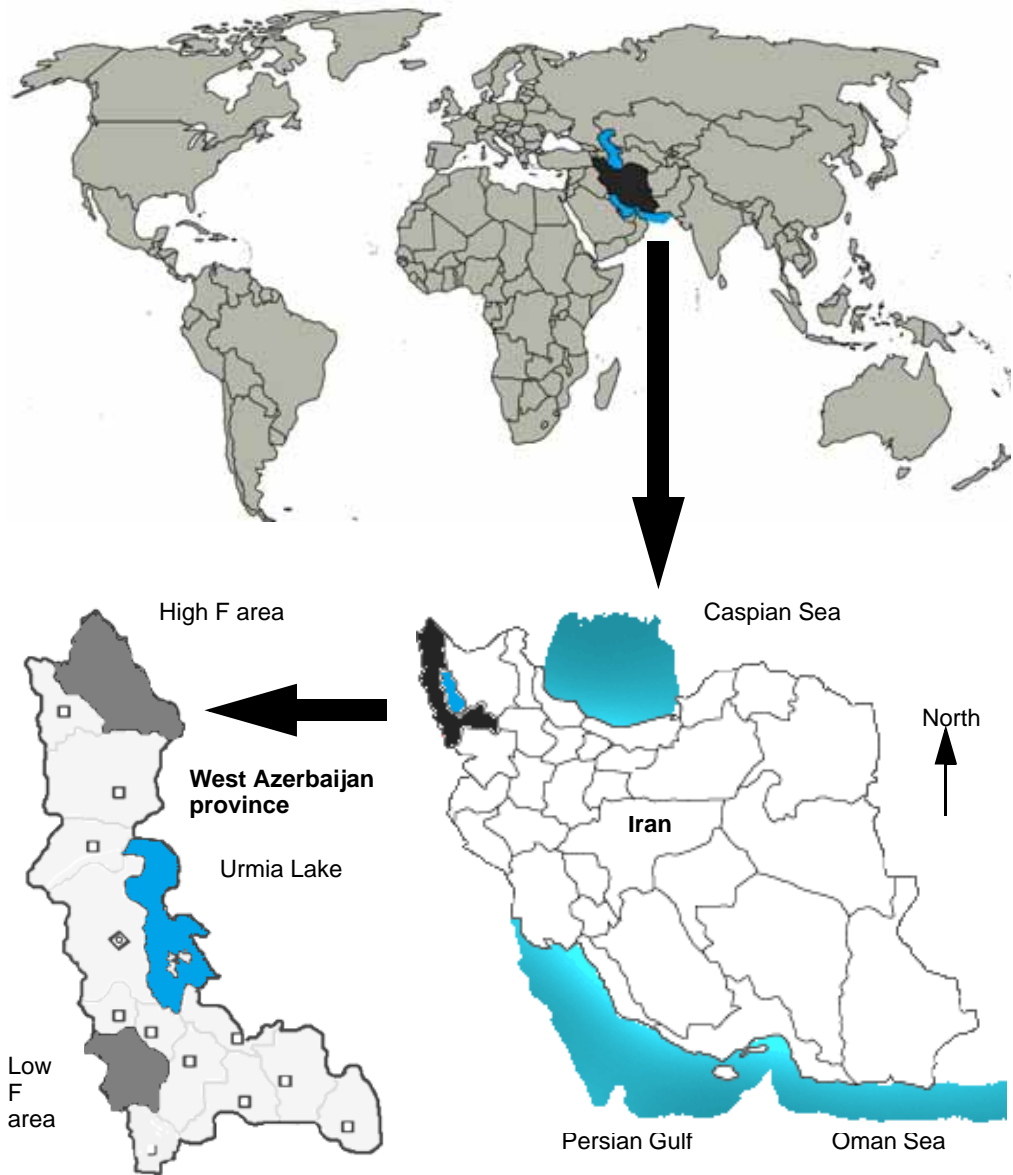 High F area
Caspian Sea
North
West Azerbaijan
province
Iran
Urmia Lake
Low
F
area
Persian Gulf
Oman Sea